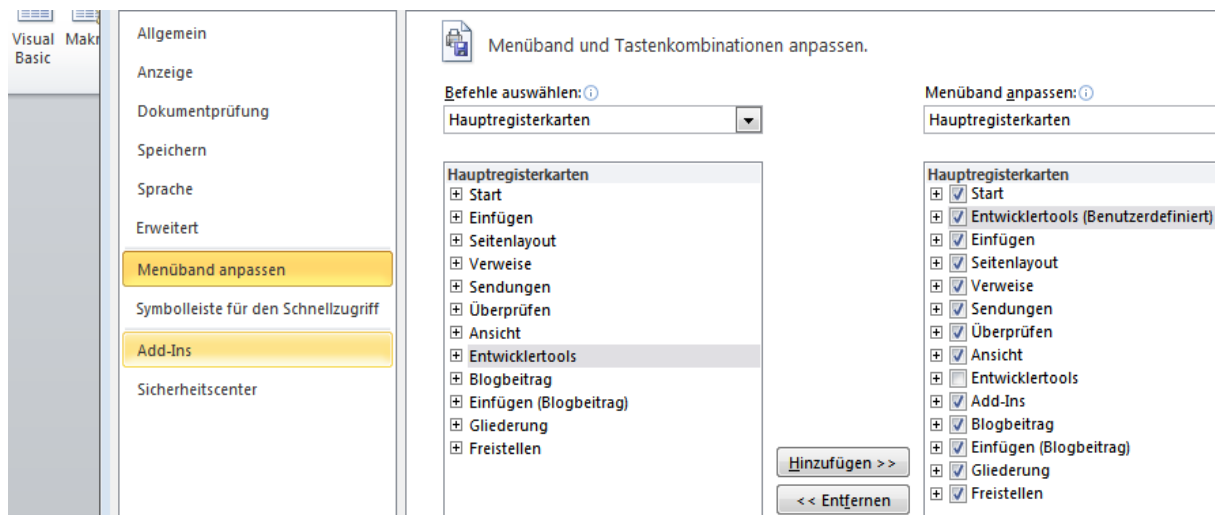 Visual Makr
Basic
Allgemein
Anzeige
Dokumentprüfung
Speichern
Sprache
Erweitert
Menüband anpassen
Symbolleiste für den Schnellzugriff
Add-Ins
Sicherheitscenter
Menüband und Tastenkombinationen anpassen.
Befehle auswählen:
Hauptregisterkarten
Hauptregisterkarten
Start
Einfügen
Seitenlayout
Verweise
Sendungen
Überprüfen
Ansicht
Entwicklertools
Blogbeitrag
Einfügen (Blogbeitrag)
Gliederung
Freistellen
Hinzufügen >>
<< Entfernen
Menüband anpassen:
Hauptregisterkarten
Hauptregisterkarten
Start
Entwicklertools (Benutzerdefiniert)
Einfügen
Seitenlayout
Verweise
Sendungen
Überprüfen
Ansicht
Entwicklertools
Add-Ins
Blogbeitrag
Einfügen (Blogbeitrag)
Gliederung
Freistellen